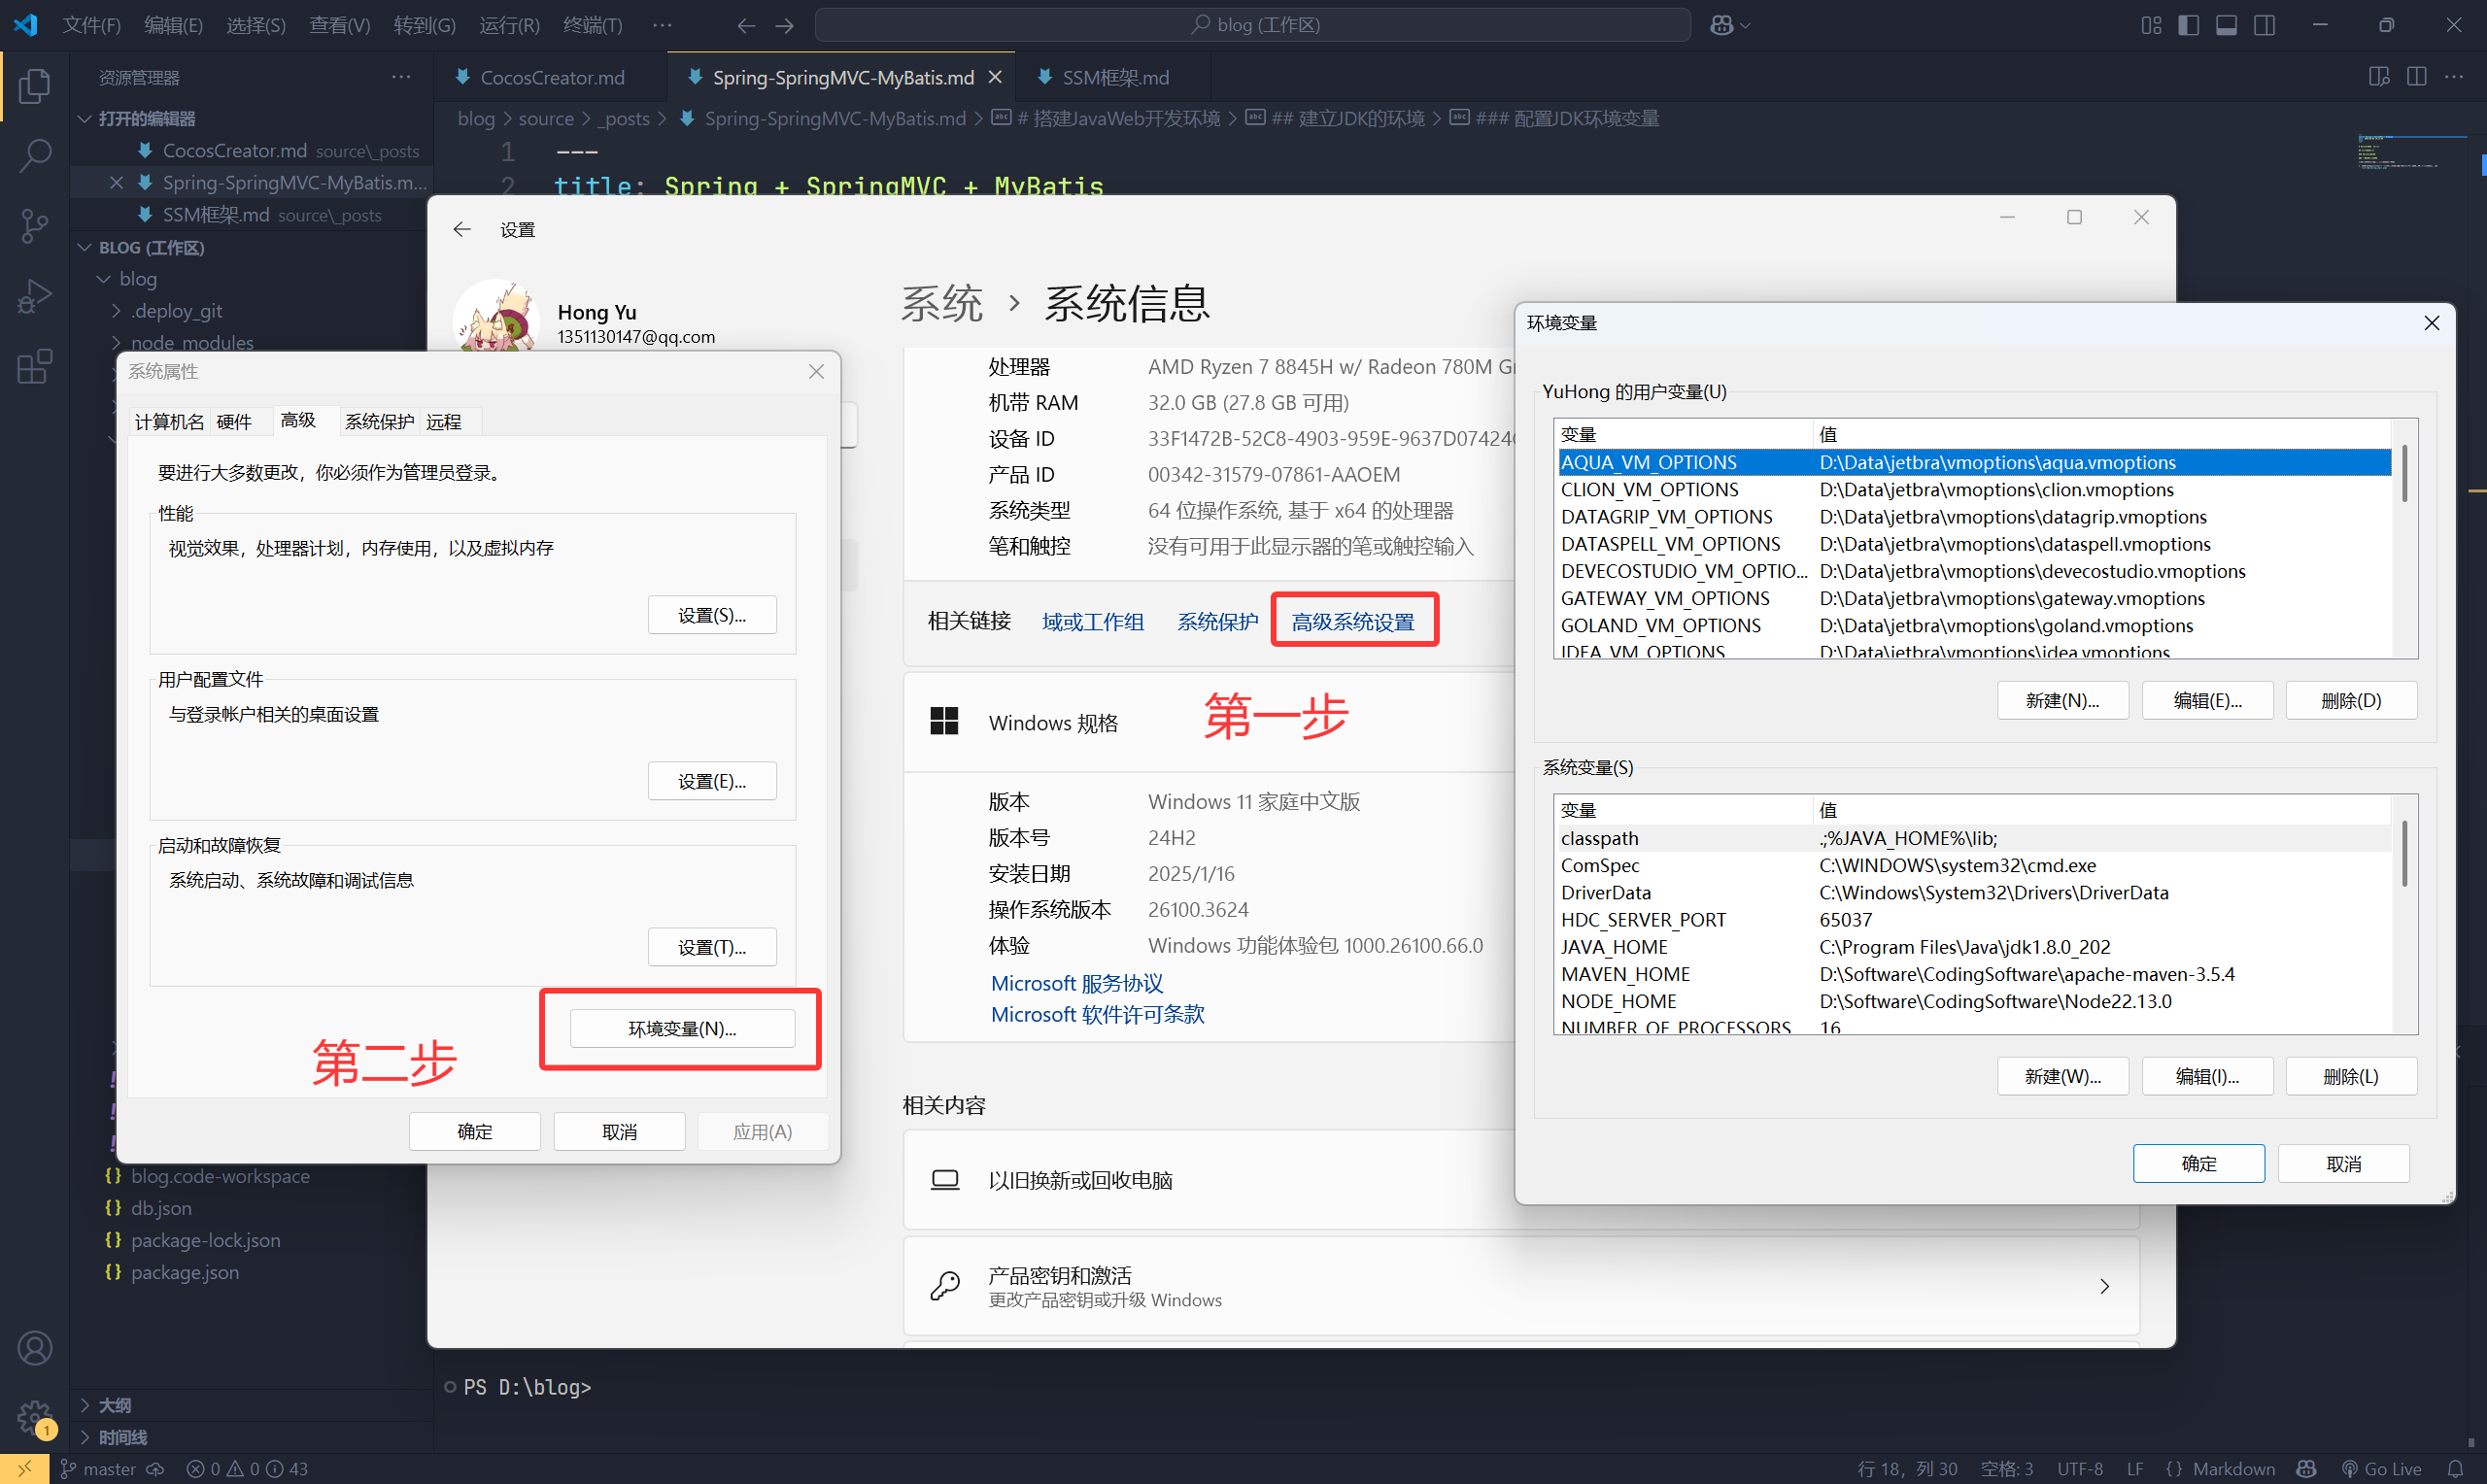 文件(F) 编辑(E) 选择(S) 查看(V) 转到(G) 运行(R) 终端(T) ··· blog (工作区)
资源管理器 ···
CocosCreator.md Spring-SpringMVC-MyBatis.md SSM框架.md
打开的编辑器
CocosCreator.md source\_posts
Spring-SpringMVC-MyBatis.m...
SSM框架.md source\_posts
BLOG (工作区)
blog
.deploy_git
node_modules
blog > source > _posts > Spring-SpringMVC-MyBatis.md > # 搭建JavaWeb开发环境 > ## 建立JDK的环境 > ### 配置JDK环境变量
1 ---
2 title: Spring + SpringMVC + MyBatis
设置
Hong Yu
1351130147@qq.com
系统 › 系统信息
处理器 AMD Ryzen 7 8845H w/ Radeon 780M
机带 RAM 32.0 GB (27.8 GB 可用)
设备 ID 33F1472B-52C8-4903-959E-9637D07424
产品 ID 00342-31579-07861-AAOEM
系统类型 64 位操作系统, 基于 x64 的处理器
笔和触控 没有可用于此显示器的笔或触控输入
相关链接 域或工作组 系统保护 高级系统设置
第一步
Windows 规格
版本 Windows 11 家庭中文版
版本号 24H2
安装日期 2025/1/16
操作系统版本 26100.3624
体验 Windows 功能体验包 1000.26100.66.0
Microsoft 服务协议
Microsoft 软件许可条款
相关内容
以旧换新或回收电脑
产品密钥和激活
更改产品密钥或升级 Windows
系统属性
计算机名 硬件 高级 系统保护 远程
要进行大多数更改，你必须作为管理员登录。
性能
视觉效果，处理器计划，内存使用，以及虚拟内存
设置(S)...
用户配置文件
与登录帐户相关的桌面设置
设置(E)...
启动和故障恢复
系统启动、系统故障和调试信息
设置(T)...
环境变量(N)...
第二步
确定 取消 应用(A)
环境变量
YuHong 的用户变量(U)
变量 值
AQUA_VM_OPTIONS D:\Data\jetbra\vmoptions\aqua.vmoptions
CLION_VM_OPTIONS D:\Data\jetbra\vmoptions\clion.vmoptions
DATAGRIP_VM_OPTIONS D:\Data\jetbra\vmoptions\datagrip.vmoptions
DATASPELL_VM_OPTIONS D:\Data\jetbra\vmoptions\dataspell.vmoptions
DEVECOSTUDIO_VM_OPTIO... D:\Data\jetbra\vmoptions\devecostudio.vmoptions
GATEWAY_VM_OPTIONS D:\Data\jetbra\vmoptions\gateway.vmoptions
GOLAND_VM_OPTIONS D:\Data\jetbra\vmoptions\goland.vmoptions
IDEA_VM_OPTIONS D:\Data\jetbra\vmoptions\idea.vmoptions
新建(N)... 编辑(E)... 删除(D)
系统变量(S)
变量 值
classpath .;%JAVA_HOME%\lib;
ComSpec C:\WINDOWS\system32\cmd.exe
DriverData C:\Windows\System32\Drivers\DriverData
HDC_SERVER_PORT 65037
JAVA_HOME C:\Program Files\Java\jdk1.8.0_202
MAVEN_HOME D:\Software\CodingSoftware\apache-maven-3.5.4
NODE_HOME D:\Software\CodingSoftware\Node22.13.0
NUMBER_OF_PROCESSORS 16
新建(W)... 编辑(I)... 删除(L)
确定 取消
{} blog.code-workspace
{} db.json
{} package-lock.json
{} package.json
PS D:\blog>
大纲
时间线
1
master 0 0 43 行 18，列 30 空格: 3 UTF-8 LF {} Markdown Go Live